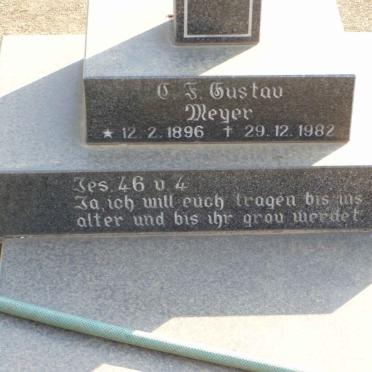 C F. Gustav
Meyer
★ 12. 2. 1896 ✝ 29. 12. 1982
Jes. 46 v. 4
Ja, ich will euch tragen bis ins
alter und bis ihr grau werdet